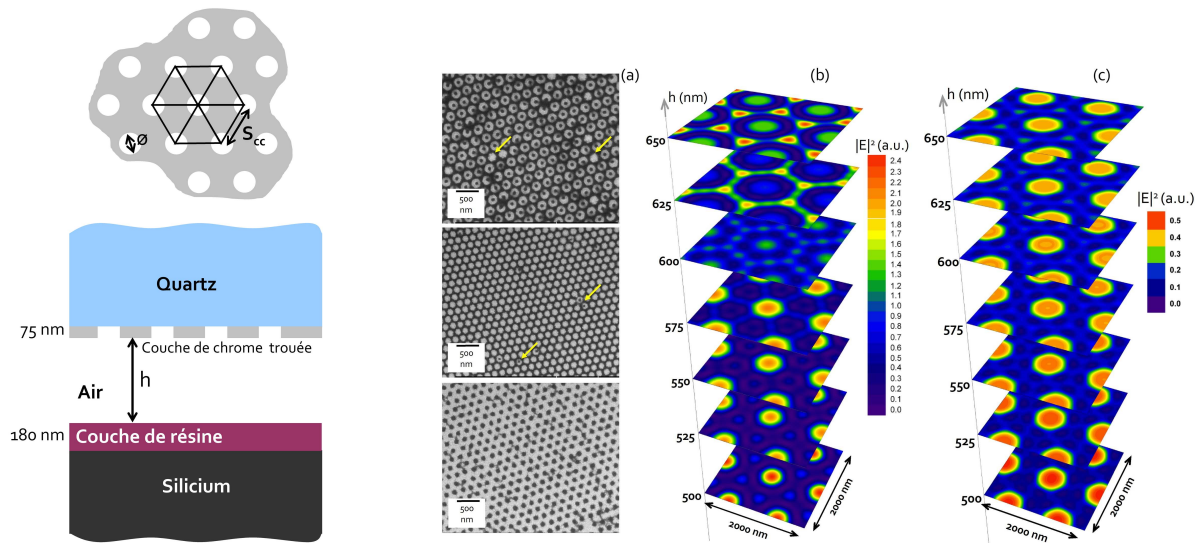 Ø
Scc
Quartz
75 nm
Couche de chrome trouée
h
Air
180 nm
Couche de résine
Silicium
(a)
500
nm
500
nm
500
nm
(b)
h (nm)
650
625
600
575
550
525
500
2000 nm
2000 nm
|E|² (a.u.)
2.4
2.3
2.2
2.1
2.0
1.9
1.8
1.7
1.6
1.5
1.4
1.3
1.2
1.1
1.0
0.9
0.8
0.7
0.6
0.5
0.4
0.3
0.2
0.1
0.0
(c)
h (nm)
650
625
600
575
550
525
500
2000 nm
2000 nm
|E|² (a.u.)
0.5
0.4
0.3
0.2
0.1
0.0